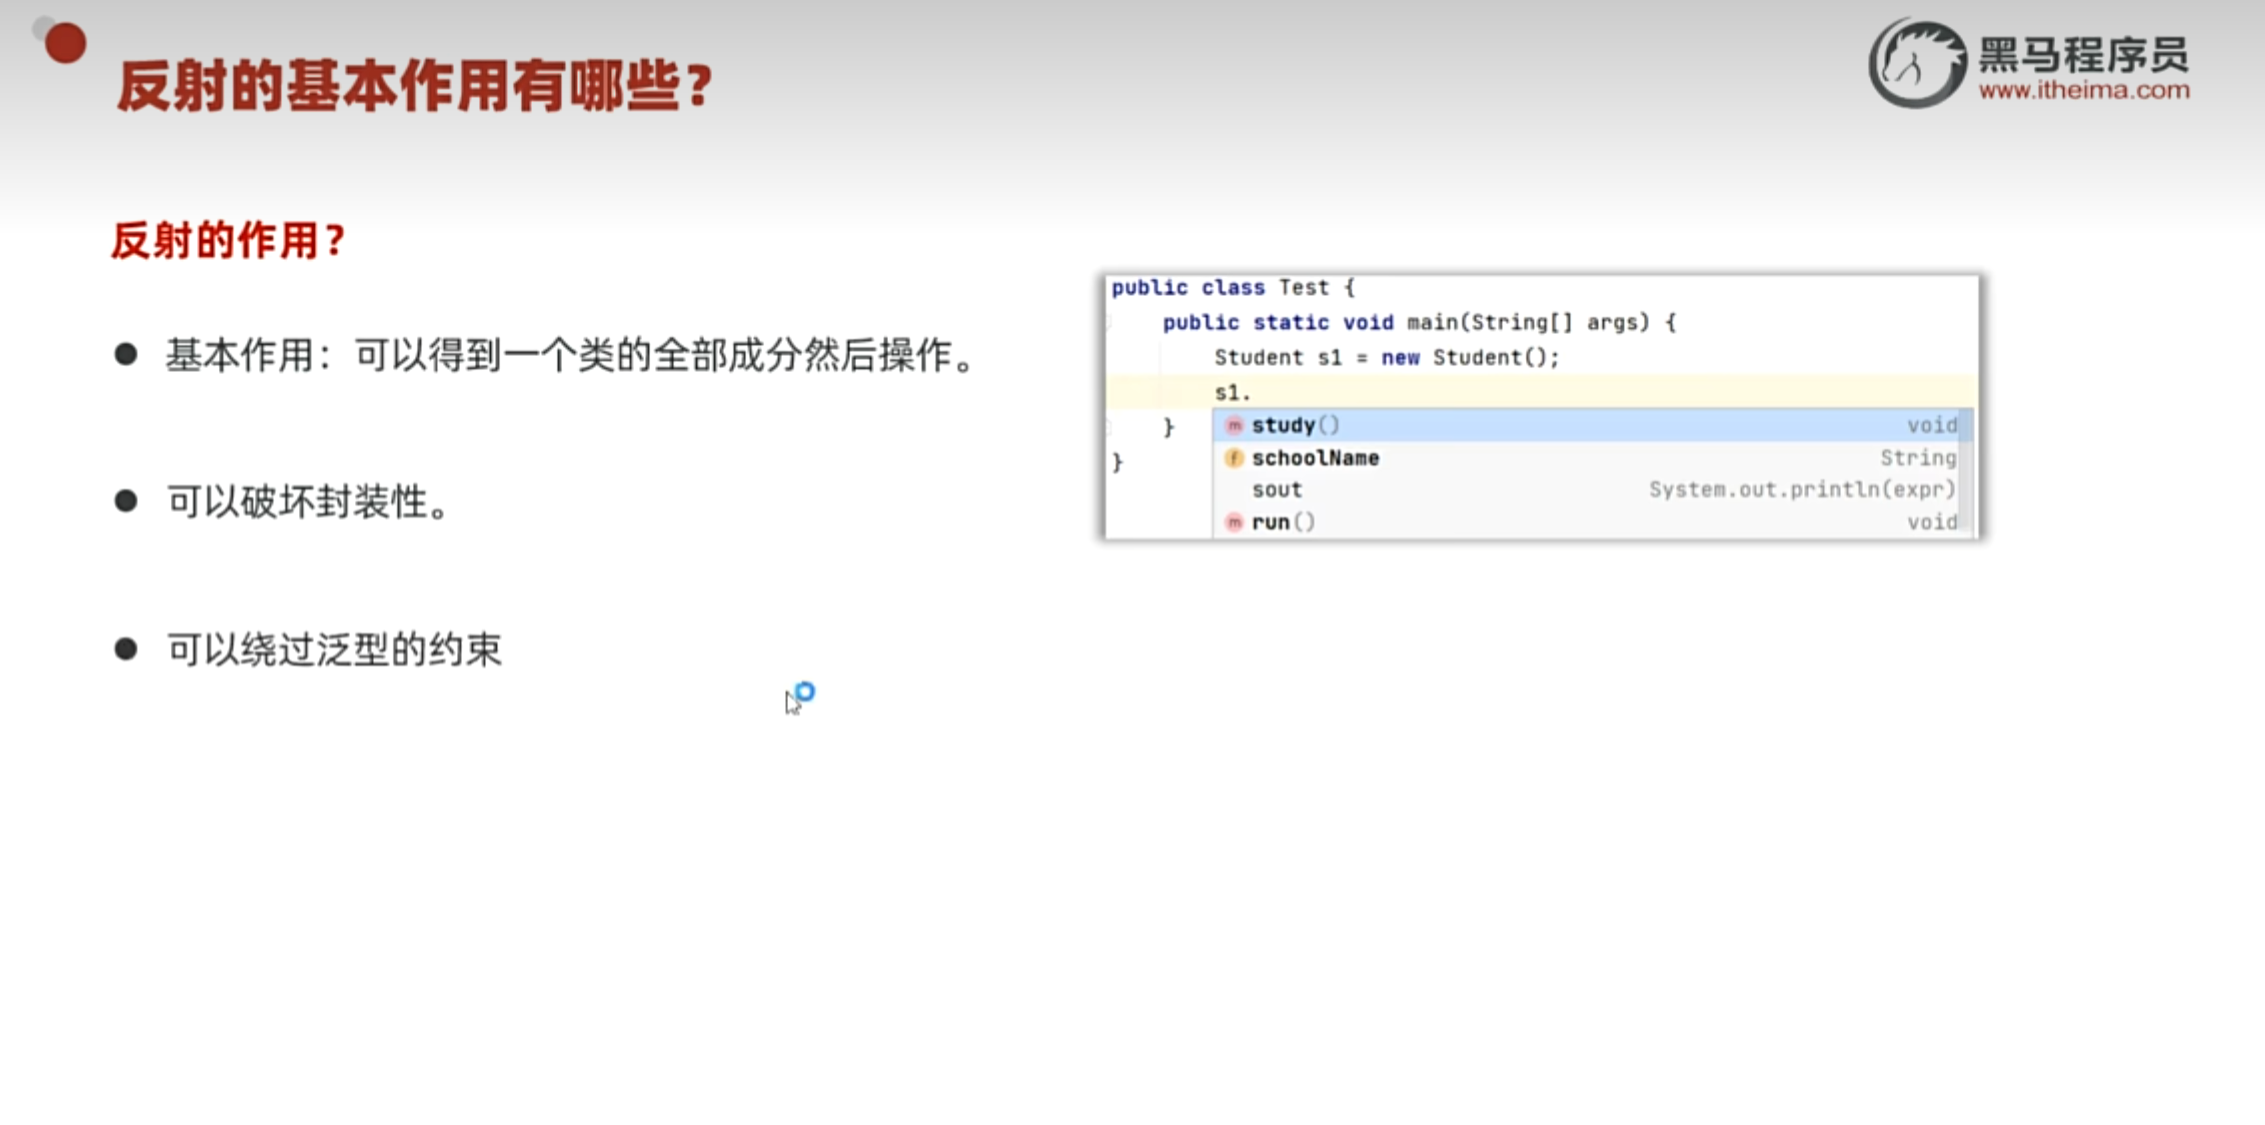 反射的基本作用有哪些?
黑马程序员
www.itheima.com
反射的作用?
● 基本作用：可以得到一个类的全部成分然后操作。
● 可以破坏封装性。
● 可以绕过泛型的约束
public class Test {
public static void main(String[] args) {
Student s1 = new Student();
s1.
}
}
m study() void
f schoolName String
sout System.out.println(expr)
m run() void